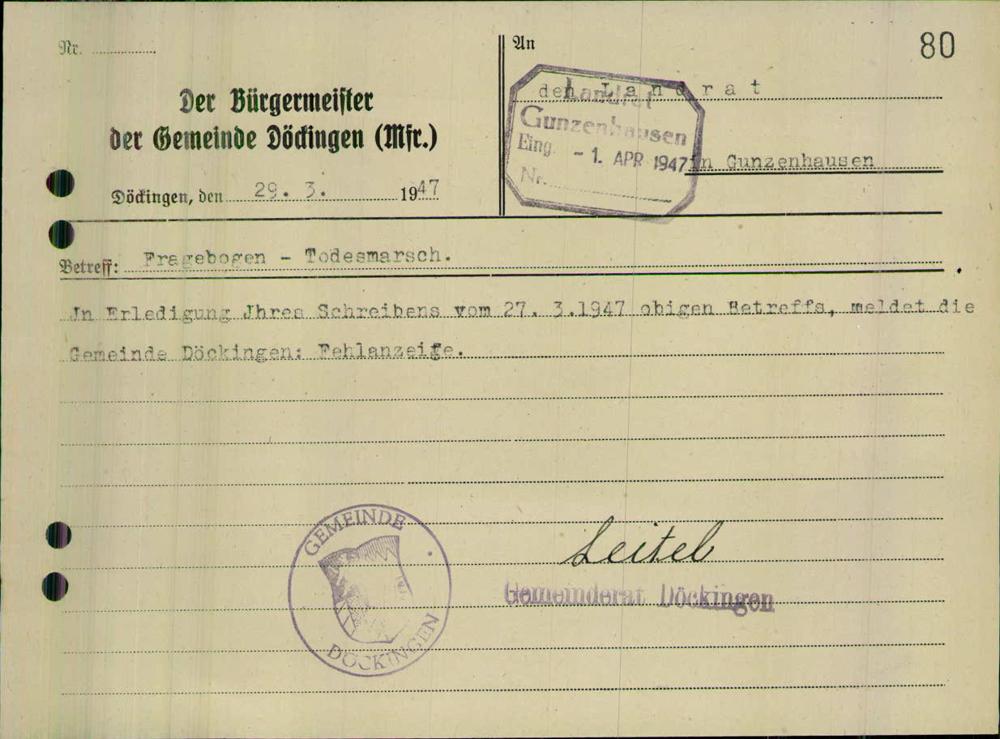 Nr.
Der Bürgermeister
der Gemeinde Döckingen (Mfr.)
Döckingen, den 29. 3. 1947
An
80
den Landrat
in Gunzenhausen
Landrat
Gunzenhausen
Eing. - 1. APR 1947
Nr.
Betreff: Fragebogen - Todesmarsch.
Jn Erledigung Jhres Schreibens vom 27. 3.1947 obigen Betreffs, meldet die
Gemeinde Döckingen: Fehlanzeige.
GEMEINDE
DÖCKINGEN
Leitel
Gemeinderat Döckingen